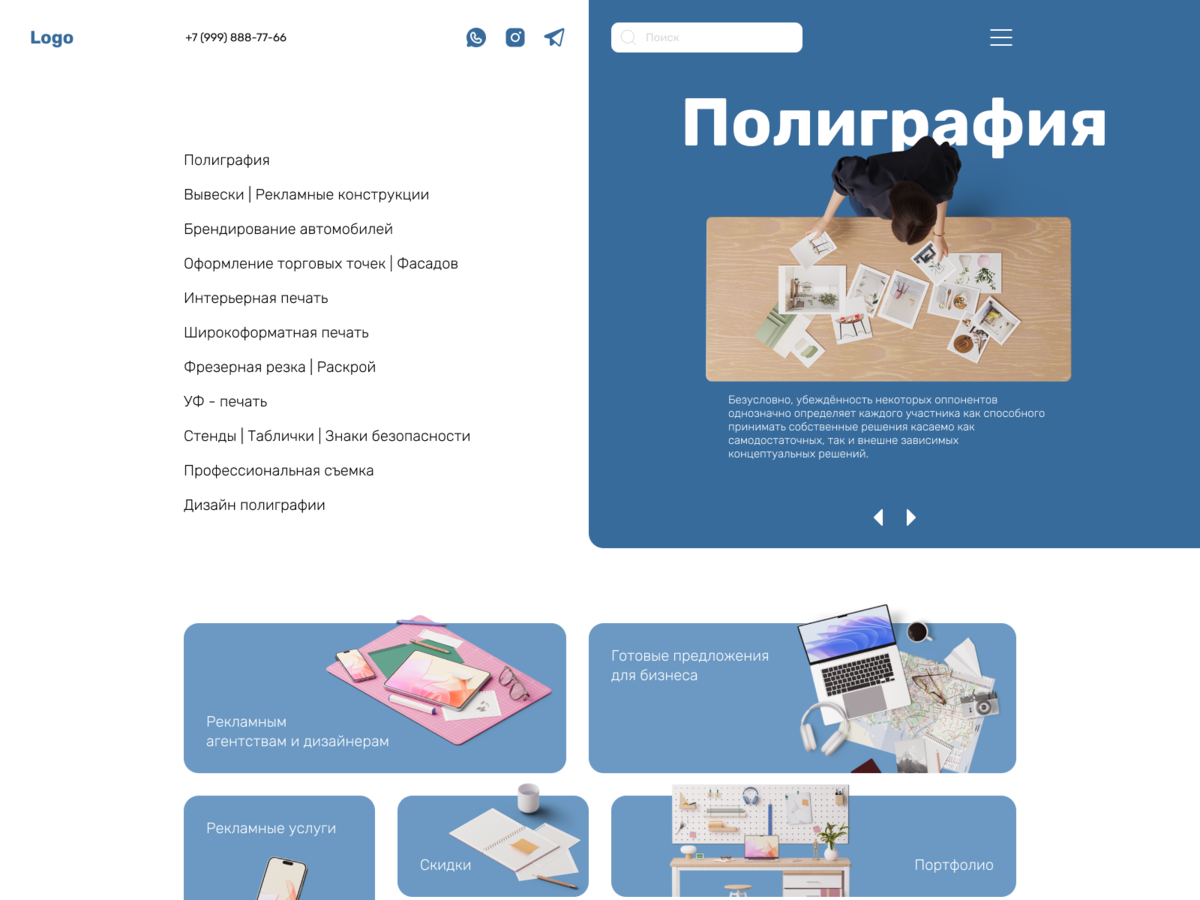 Logo
+7 (999) 888-77-66
Поиск
Полиграфия
Вывески | Рекламные конструкции
Брендирование автомобилей
Оформление торговых точек | Фасадов
Интерьерная печать
Широкоформатная печать
Фрезерная резка | Раскрой
УФ - печать
Стенды | Таблички | Знаки безопасности
Профессиональная съемка
Дизайн полиграфии
Полиграфия
Безусловно, убеждённость некоторых оппонентов
однозначно определяет каждого участника как способного
принимать собственные решения касаемо как
самодостаточных, так и внешне зависимых
концептуальных решений.
Рекламным
агентствам и дизайнерам
Готовые предложения
для бизнеса
Рекламные услуги
Скидки
Портфолио